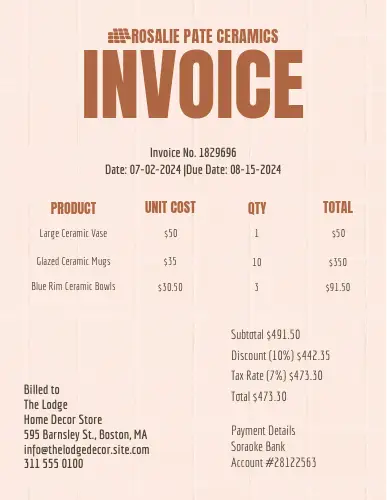 ROSALIE PATE CERAMICS
INVOICE
Invoice No. 1829696
Date: 07-02-2024 |Due Date: 08-15-2024
PRODUCT UNIT COST QTY TOTAL
Large Ceramic Vase $50 1 $50
Glazed Ceramic Mugs $35 10 $350
Blue Rim Ceramic Bowls $30.50 3 $91.50
Subtotal $491.50
Discount (10%) $442.35
Tax Rate (7%) $473.30
Total $473.30
Billed to
The Lodge
Home Decor Store
595 Barnsley St., Boston, MA
info@thelodgedecor.site.com
311 555 0100
Payment Details
Soraoke Bank
Account #28122563